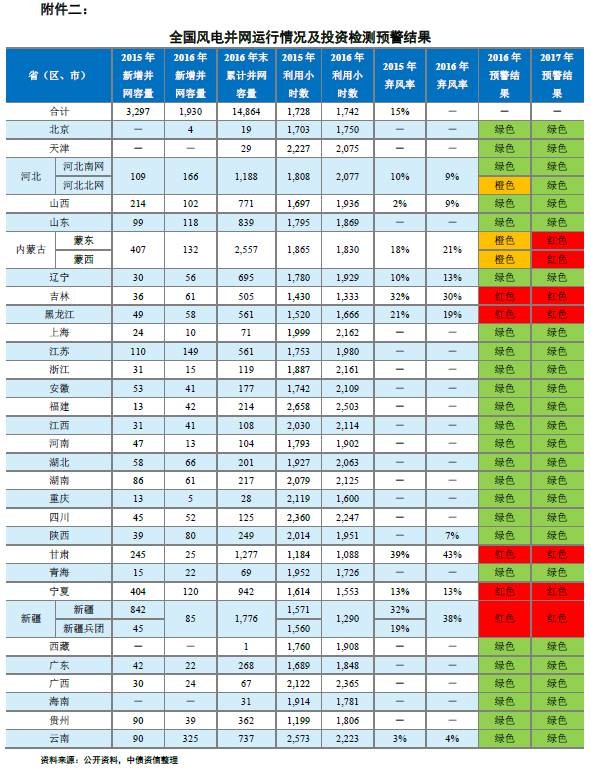 附件二：
全国风电并网运行情况及投资检测预警结果
省（区、市） 2015 年新增并网容量 2016 年新增并网容量 2016 年末累计并网容量 2015 年利用小时数 2016 年利用小时数 2015 年弃风率 2016 年弃风率 2016 年预警结果 2017 年预警结果
合计 3,297 1,930 14,864 1,728 1,742 15% — — —
北京 — 4 19 1,703 1,750 — — 绿色 绿色
天津 — — 29 2,227 2,075 — — 绿色 绿色
河北 河北南网 109 166 1,188 1,808 2,077 10% 9% 绿色 绿色
河北北网 橙色 绿色
山西 214 102 771 1,697 1,936 2% 9% 绿色 绿色
山东 99 118 839 1,795 1,869 — — 绿色 绿色
内蒙古 蒙东 407 132 2,557 1,865 1,830 18% 21% 橙色 红色
蒙西 橙色 红色
辽宁 30 56 695 1,780 1,929 10% 13% 绿色 绿色
吉林 36 61 505 1,430 1,333 32% 30% 红色 红色
黑龙江 49 58 561 1,520 1,666 21% 19% 红色 红色
上海 24 10 71 1,999 2,162 — — 绿色 绿色
江苏 110 149 561 1,753 1,980 — — 绿色 绿色
浙江 31 15 119 1,887 2,161 — — 绿色 绿色
安徽 53 41 177 1,742 2,109 — — 绿色 绿色
福建 13 42 214 2,658 2,503 — — 绿色 绿色
江西 31 41 108 2,030 2,114 — — 绿色 绿色
河南 47 13 104 1,793 1,902 — — 绿色 绿色
湖北 58 66 201 1,927 2,063 — — 绿色 绿色
湖南 86 61 217 2,079 2,125 — — 绿色 绿色
重庆 13 5 28 2,119 1,600 — — 绿色 绿色
四川 45 52 125 2,360 2,247 — — 绿色 绿色
陕西 39 80 249 2,014 1,951 — 7% 绿色 绿色
甘肃 245 25 1,277 1,184 1,088 39% 43% 红色 红色
青海 15 22 69 1,952 1,726 — — 绿色 绿色
宁夏 404 120 942 1,614 1,553 13% 13% 红色 红色
新疆 新疆 842 85 1,776 1,571 1,290 32% 38% 红色 红色
新疆兵团 45 1,560 19%
西藏 — — 1 1,760 1,908 — — 绿色 绿色
广东 42 22 268 1,689 1,848 — — 绿色 绿色
广西 30 24 67 2,122 2,365 — — 绿色 绿色
海南 — — 31 1,914 1,781 — — 绿色 绿色
贵州 90 39 362 1,199 1,806 — — 绿色 绿色
云南 90 325 737 2,573 2,223 3% 4% 绿色 绿色
资料来源：公开资料，中债资信整理